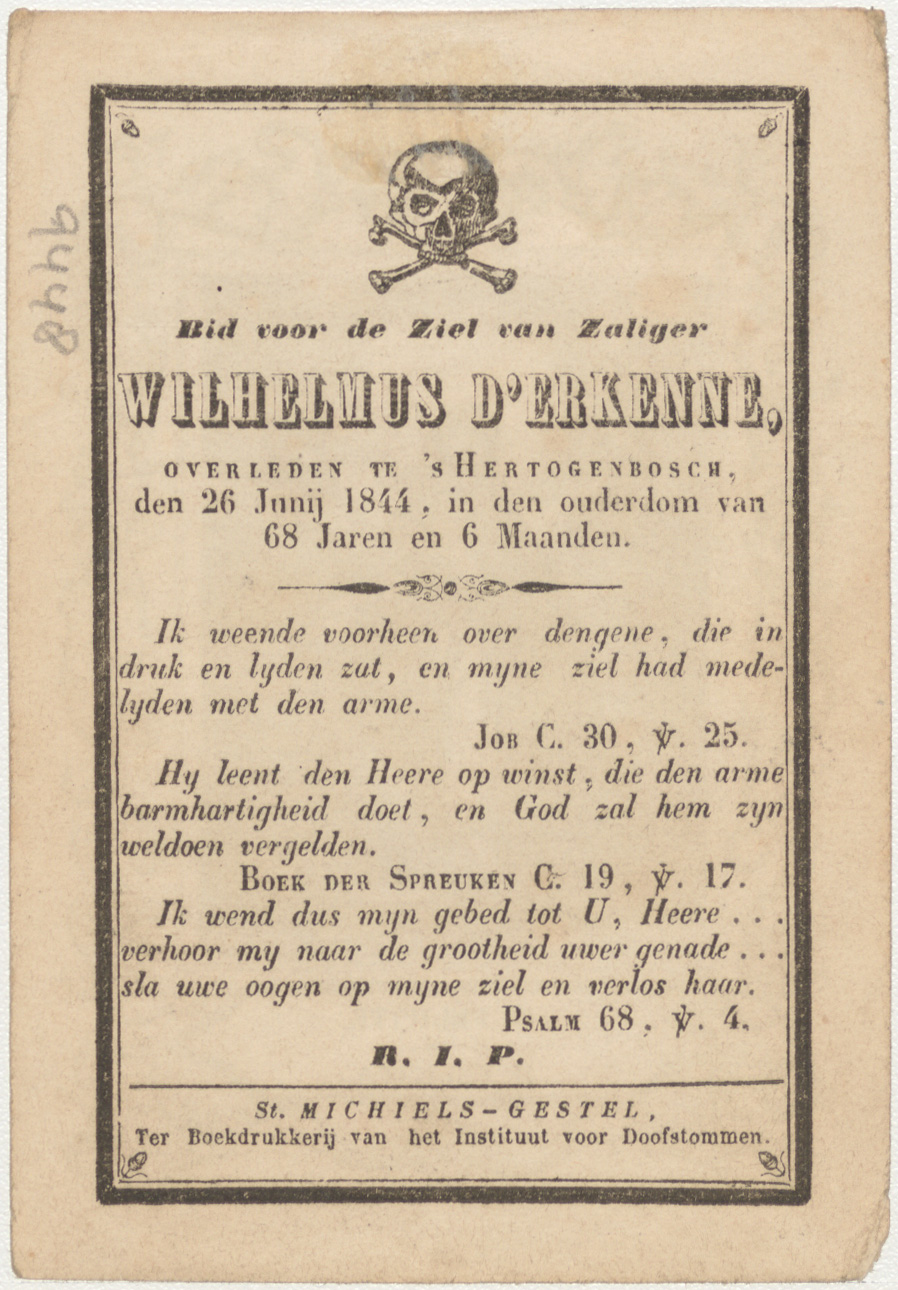 9448
Bid voor de Ziel van Zaliger
WILHELMUS D'ERKENNE,
OVERLEDEN TE 's HERTOGENBOSCH,
den 26 Junij 1844, in den ouderdom van
68 Jaren en 6 Maanden.
Ik weende voorheen over dengene, die in
druk en lyden zat, en myne ziel had mede-
lyden met den arme.
JOB C. 30, ℣. 25.
Hy leent den Heere op winst, die den arme
barmhartigheid doet, en God zal hem zyn
weldoen vergelden.
BOEK DER SPREUKEN C. 19, ℣. 17.
Ik wend dus myn gebed tot U, Heere . . .
verhoor my naar de grootheid uwer genade . . .
sla uwe oogen op myne ziel en verlos haar.
PSALM 68, ℣. 4.
R. I. P.
St. MICHIELS-GESTEL,
Ter Boekdrukkerij van het Instituut voor Doofstommen.